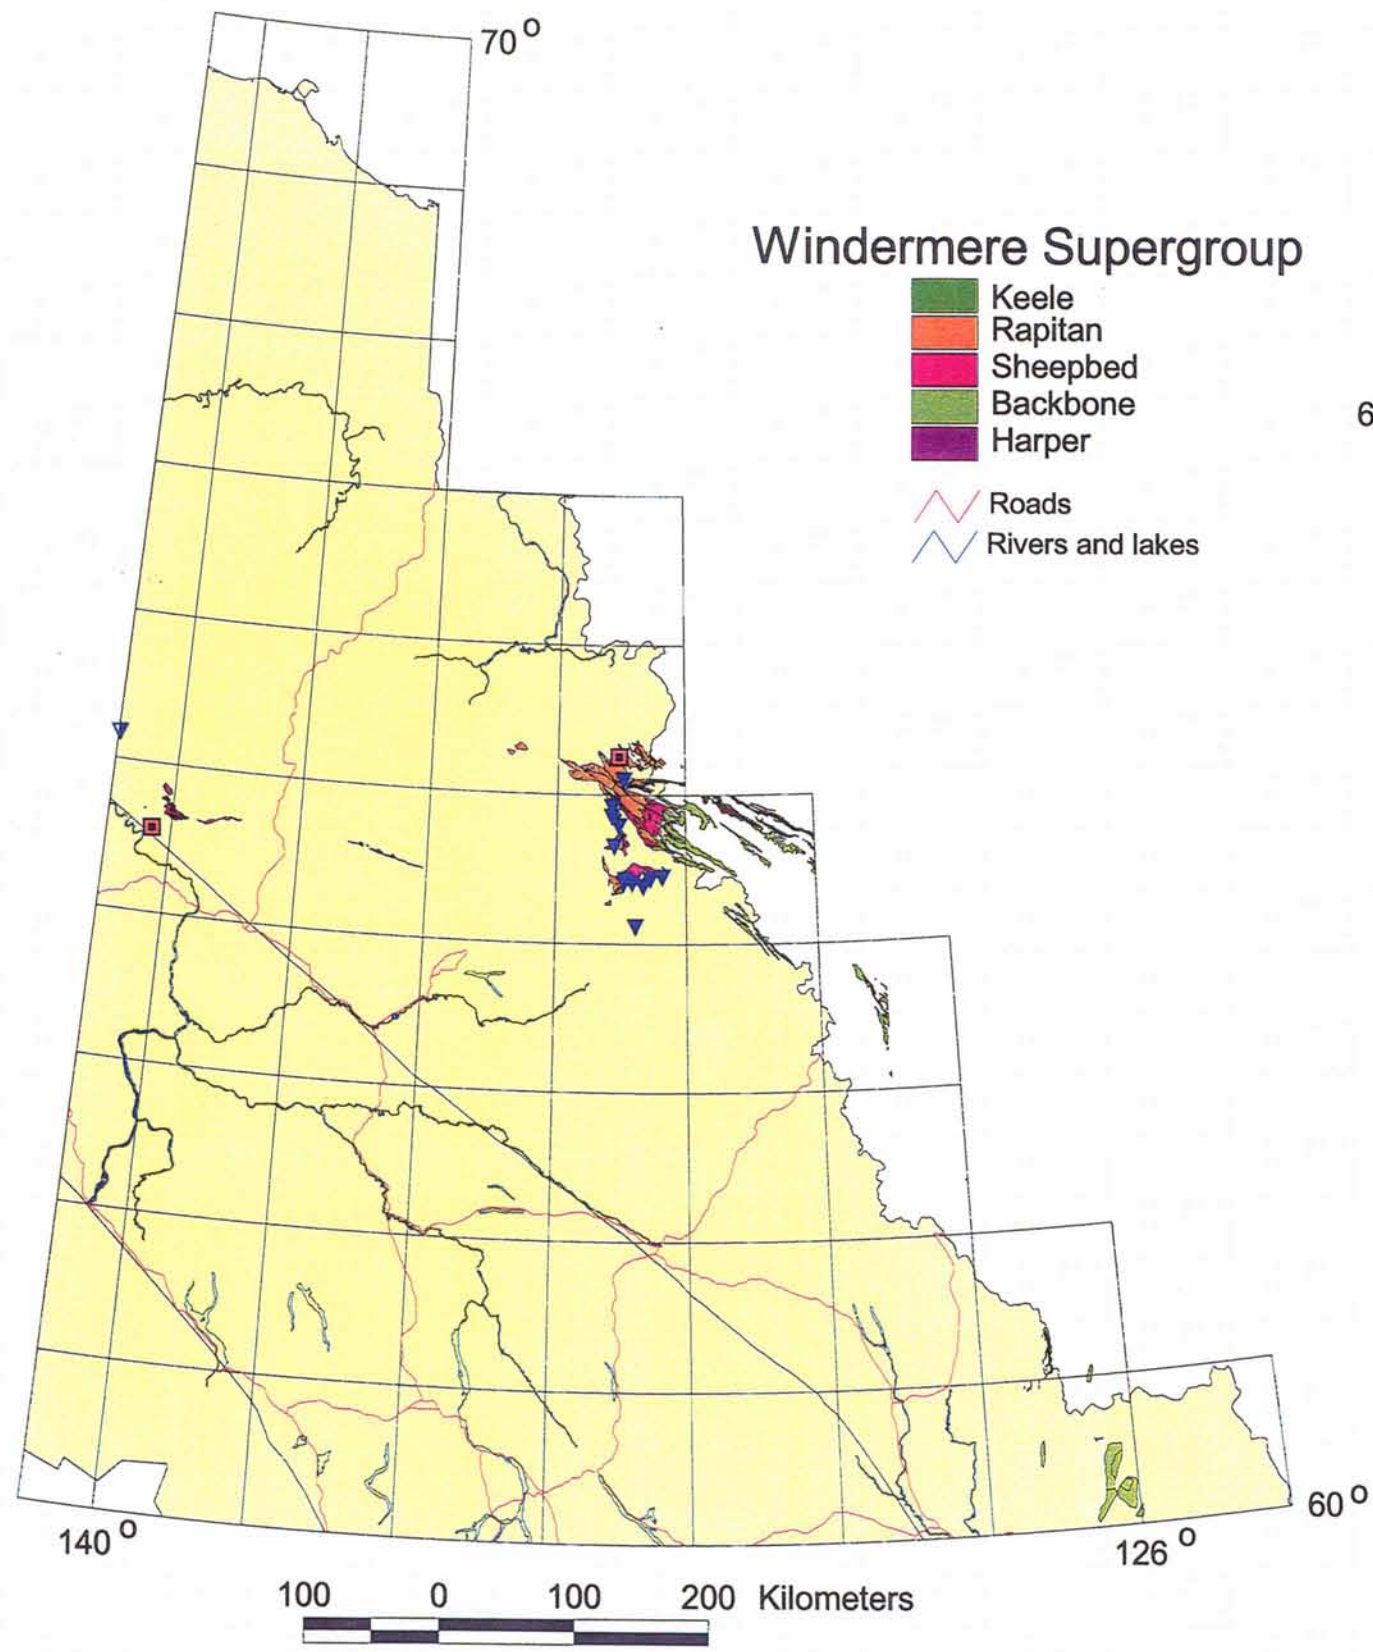 70 o
Windermere Supergroup
Keele
Rapitan
Sheepbed
Backbone
Harper
6
Roads
Rivers and lakes
60 o
140 o
126 o
100 0 100 200 Kilometers